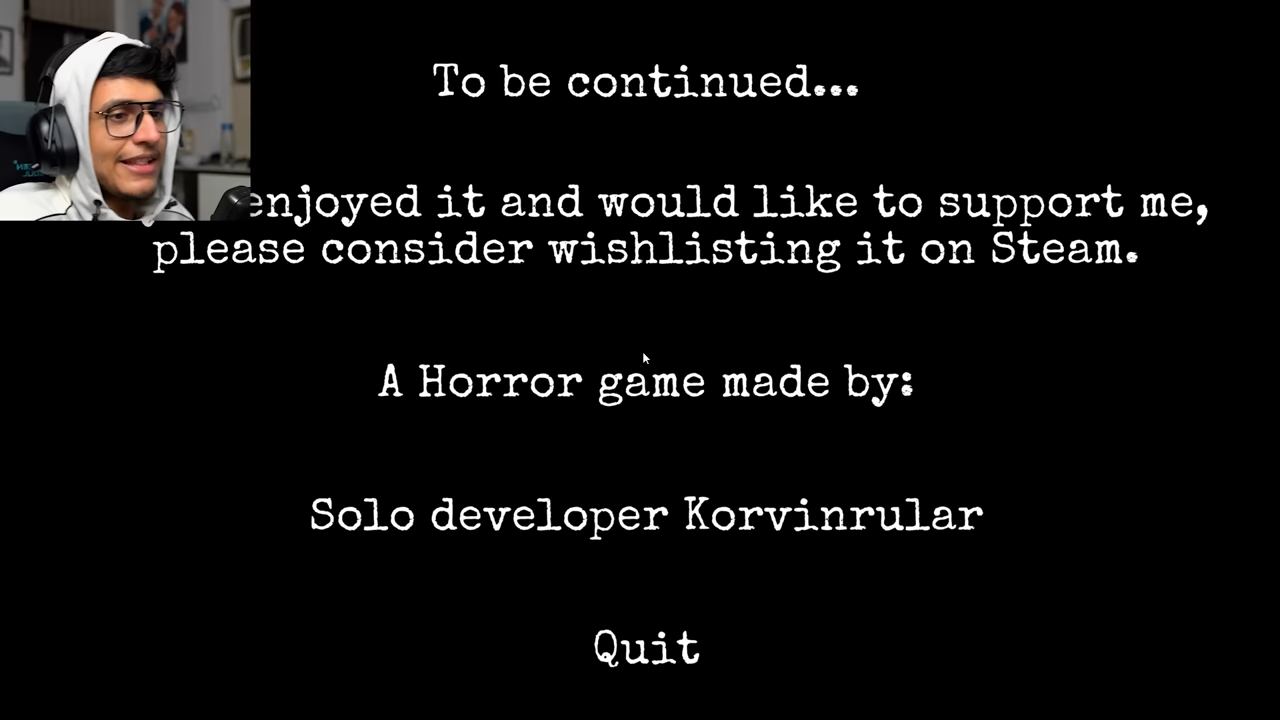 To be continued...
enjoyed it and would like to support me,
please consider wishlisting it on Steam.
A Horror game made by:
Solo developer Korvinrular
Quit